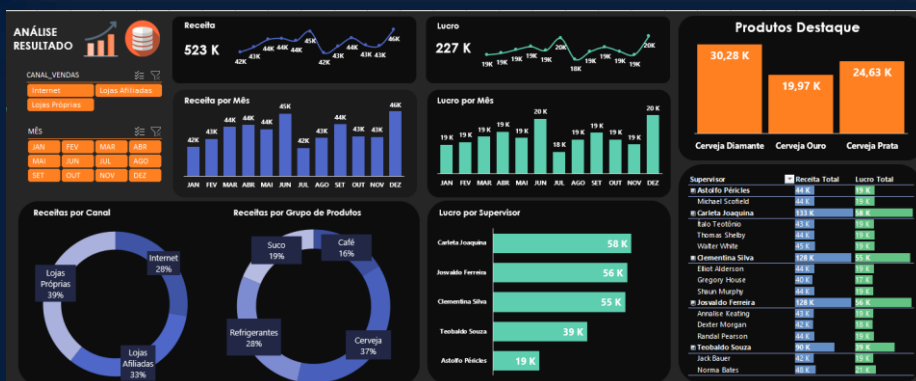 ANÁLISE
RESULTADO
CANAL_VENDAS
Internet
Lojas Afiliadas
Lojas Próprias
MÊS
JAN FEV MAR ABR
MAI JUN JUL AGO
SET OUT NOV DEZ
Receita
523 K
42K 43K 44K 44K 44K 45K 42K 43K 44K 43K 43K 46K
Lucro
227 K
19K 19K 19K 19K 19K 20K 18K 19K 19K 19K 19K 20K
Produtos Destaque
30,28 K
19,97 K
24,63 K
Cerveja Diamante Cerveja Ouro Cerveja Prata
Receita por Mês
42K 43K 44K 44K 44K 45K 42K 43K 44K 43K 43K 46K
JAN FEV MAR ABR MAI JUN JUL AGO SET OUT NOV DEZ
Lucro por Mês
19 K 19 K 19 K 19 K 19 K 20 K 18 K 19 K 19 K 19 K 19 K 20 K
JAN FEV MAR ABR MAI JUN JUL AGO SET OUT NOV DEZ
Receitas por Canal
Internet
28%
Lojas
Próprias
39%
Lojas
Afiliadas
33%
Receitas por Grupo de Produtos
Suco
19%
Café
16%
Refrigerantes
28%
Cerveja
37%
Lucro por Supervisor
Carleta Joaquina 58 K
Josvaldo Ferreira 56 K
Clementina Silva 55 K
Teobaldo Souza 39 K
Astolfo Péricles 19 K
Supervisor Receita Total Lucro Total
Astolfo Péricles 44 K 19 K
Michael Scofield 44 K 19 K
Carleta Joaquina 133 K 58 K
Italo Teotônio 43 K 19 K
Thomas Shelby 44 K 19 K
Walter White 45 K 19 K
Clementina Silva 128 K 55 K
Elliot Alderson 44 K 19 K
Gregory House 40 K 17 K
Shaun Murphy 44 K 19 K
Josvaldo Ferreira 128 K 56 K
Annalise Keating 43 K 19 K
Dexter Morgan 42 K 18 K
Randal Pearson 44 K 19 K
Teobaldo Souza 90 K 39 K
Jack Bauer 42 K 19 K
Norma Bates 48 K 21 K